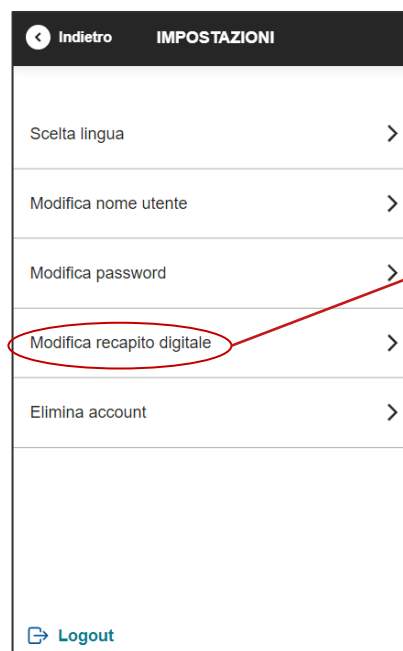 Indietro IMPOSTAZIONI
Scelta lingua
Modifica nome utente
Modifica password
Modifica recapito digitale
Elimina account
Logout